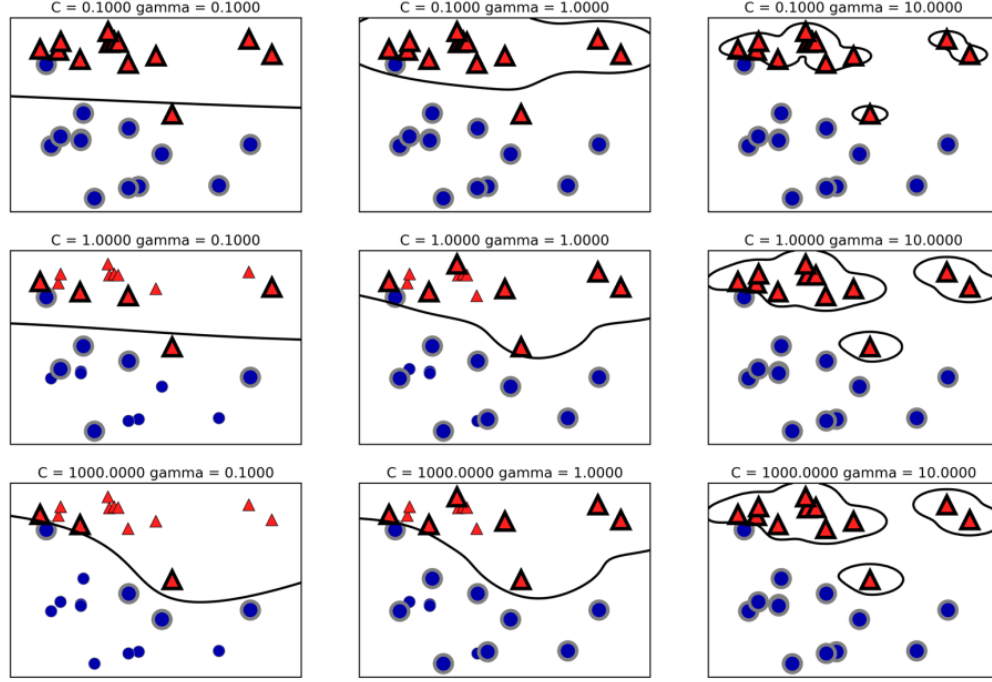 C = 0.1000 gamma = 0.1000
C = 0.1000 gamma = 1.0000
C = 0.1000 gamma = 10.0000
C = 1.0000 gamma = 0.1000
C = 1.0000 gamma = 1.0000
C = 1.0000 gamma = 10.0000
C = 1000.0000 gamma = 0.1000
C = 1000.0000 gamma = 1.0000
C = 1000.0000 gamma = 10.0000